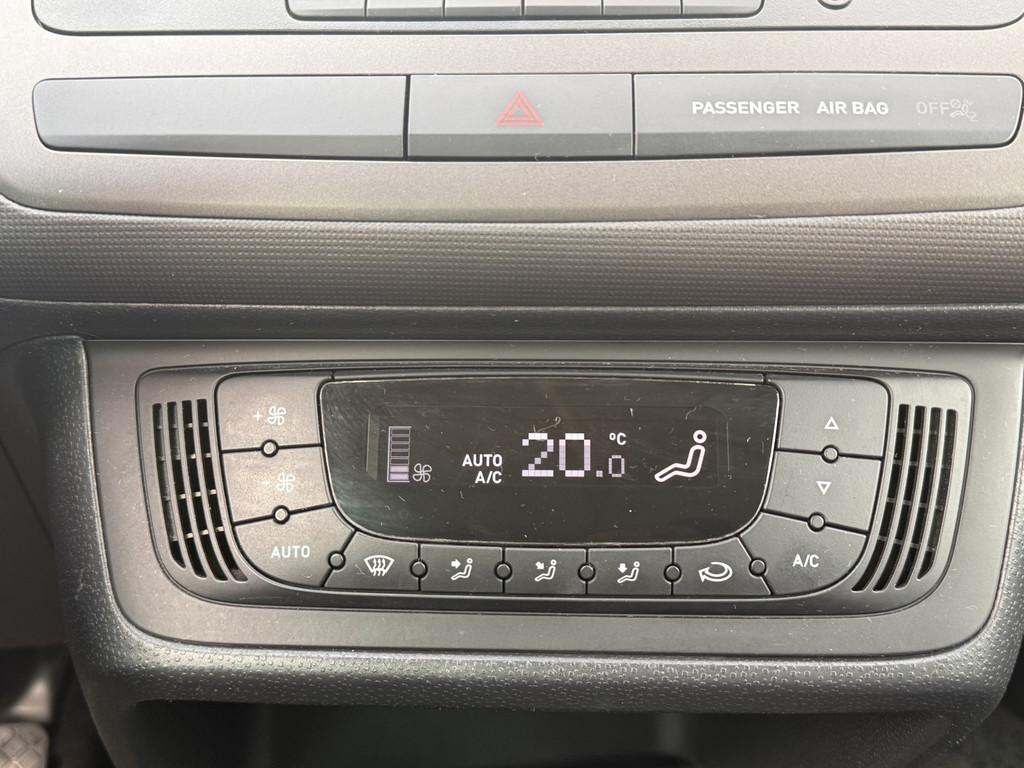 PASSENGER AIR BAG OFF
AUTO
A/C
20.0 °C
AUTO
A/C